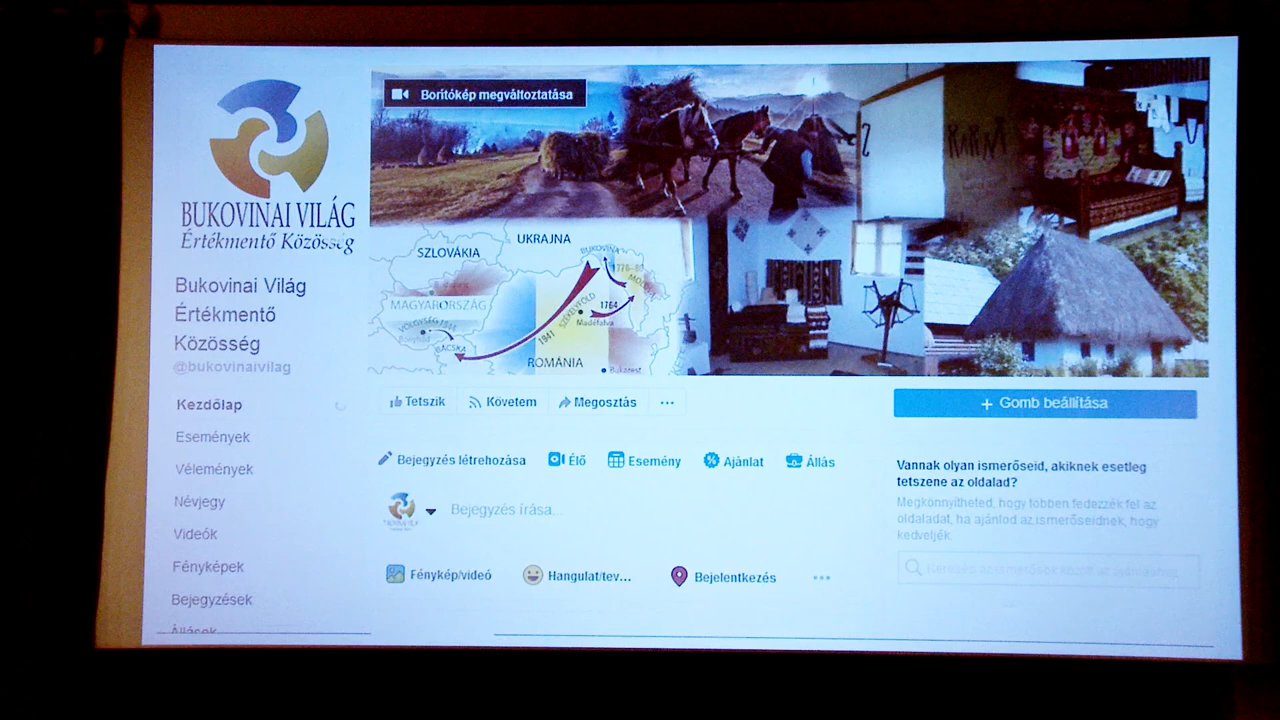 BUKOVINAI VILÁG
Értékmentő Közösség
Bukovinai Világ
Értékmentő
Közösség
@bukovinaivilag
Kezdőlap
Események
Vélemények
Névjegy
Videók
Fényképek
Bejegyzések
Állások
Borítókép megváltoztatása
SZLOVÁKIA
UKRAJNA
BUKOVINA
MAGYARORSZÁG
1764
SZÉKELYFÖLD
Madéfalva
1941
BÁCSKA
ROMÁNIA
Bukarest
Tetszik
Követem
Megosztás
Gomb beállítása
Bejegyzés létrehozása
Élő
Esemény
Ajánlat
Állás
Bejegyzés írása...
Fénykép/videó
Hangulat/tev...
Bejelentkezés
Vannak olyan ismerőseid, akiknek esetleg
tetszene az oldalad?
Megkönnyítheted, hogy többen fedezzék fel az
oldaladat, ha ajánlod az ismerőseidnek, hogy
kedveljék.